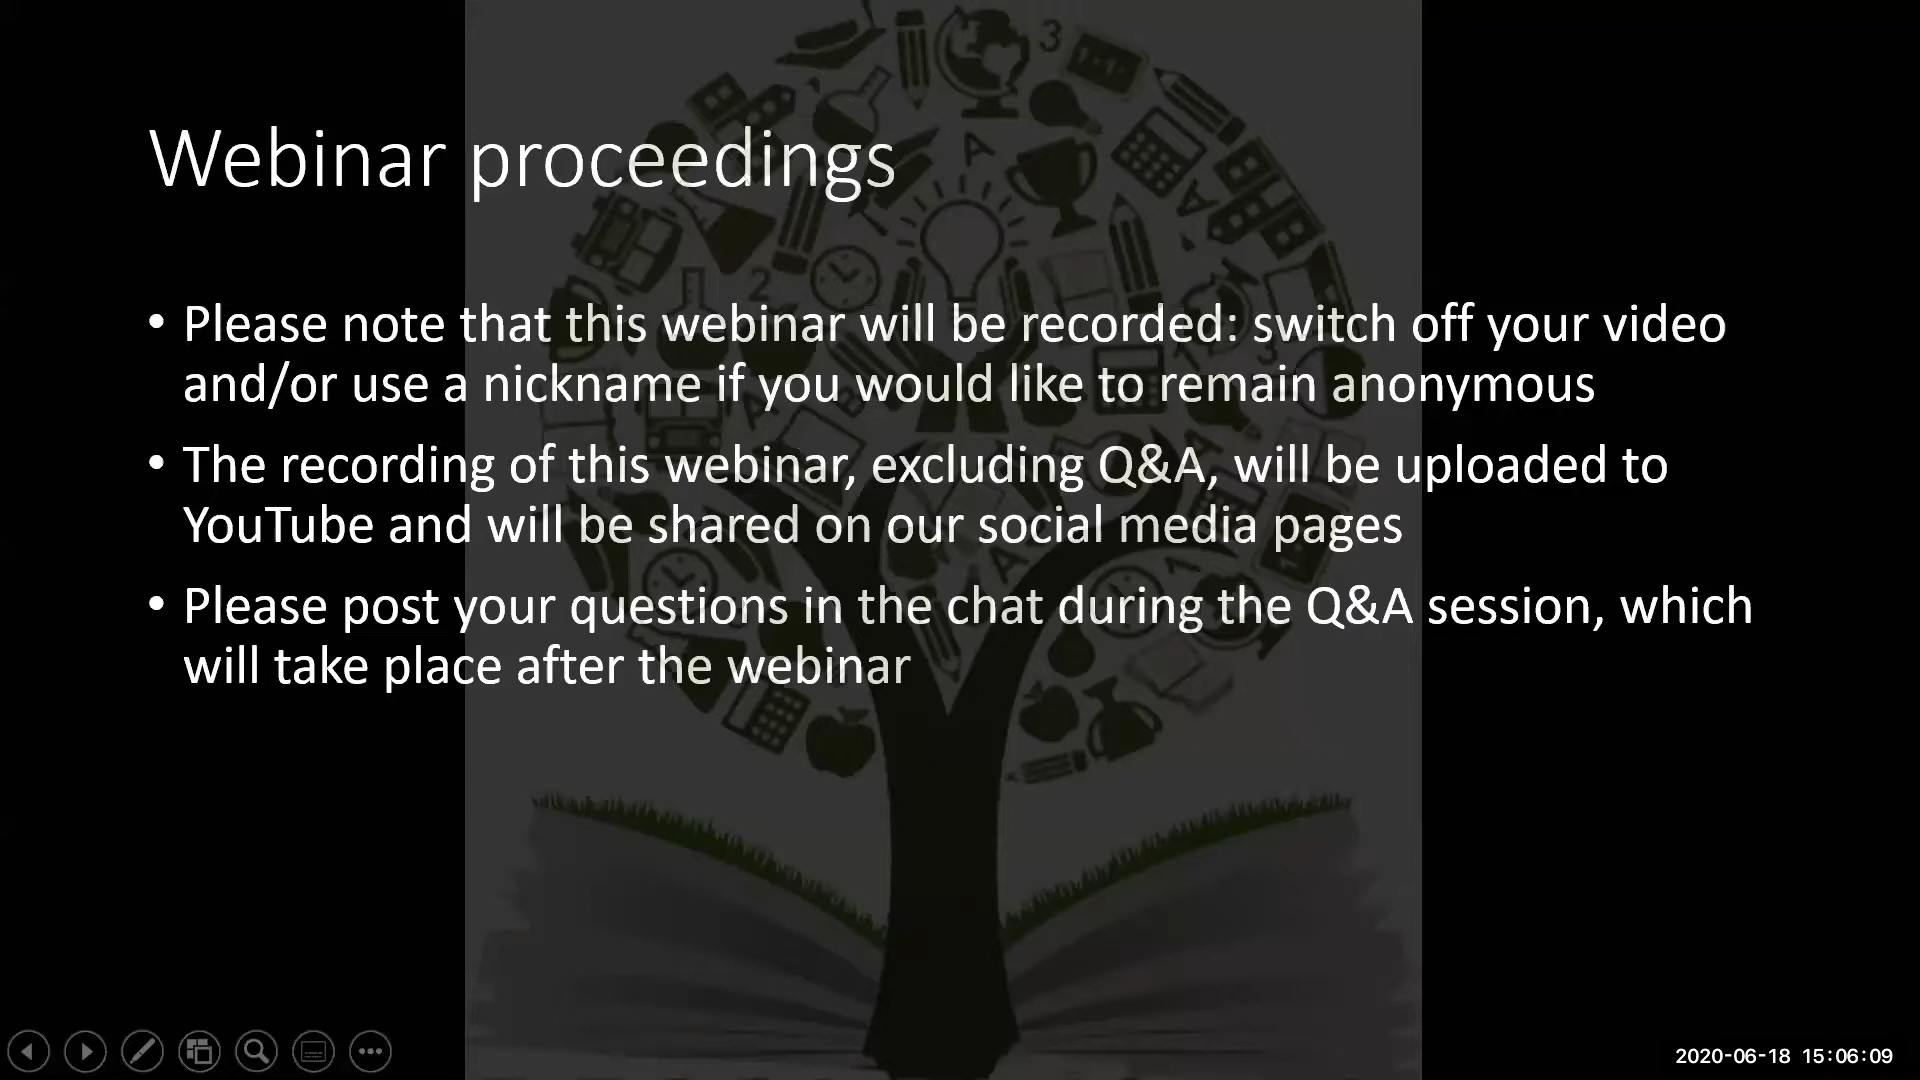 Webinar proceedings
• Please note that this webinar will be recorded: switch off your video
and/or use a nickname if you would like to remain anonymous
• The recording of this webinar, excluding Q&A, will be uploaded to
YouTube and will be shared on our social media pages
• Please post your questions in the chat during the Q&A session, which
will take place after the webinar
2020-06-18 15:06:09